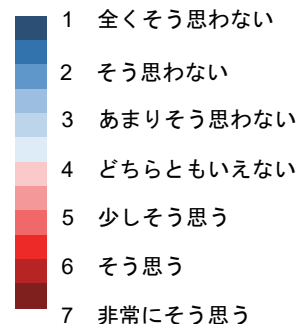 1 全くそう思わない
2 そう思わない
3 あまりそう思わない
4 どちらともいえない
5 少しそう思う
6 そう思う
7 非常にそう思う